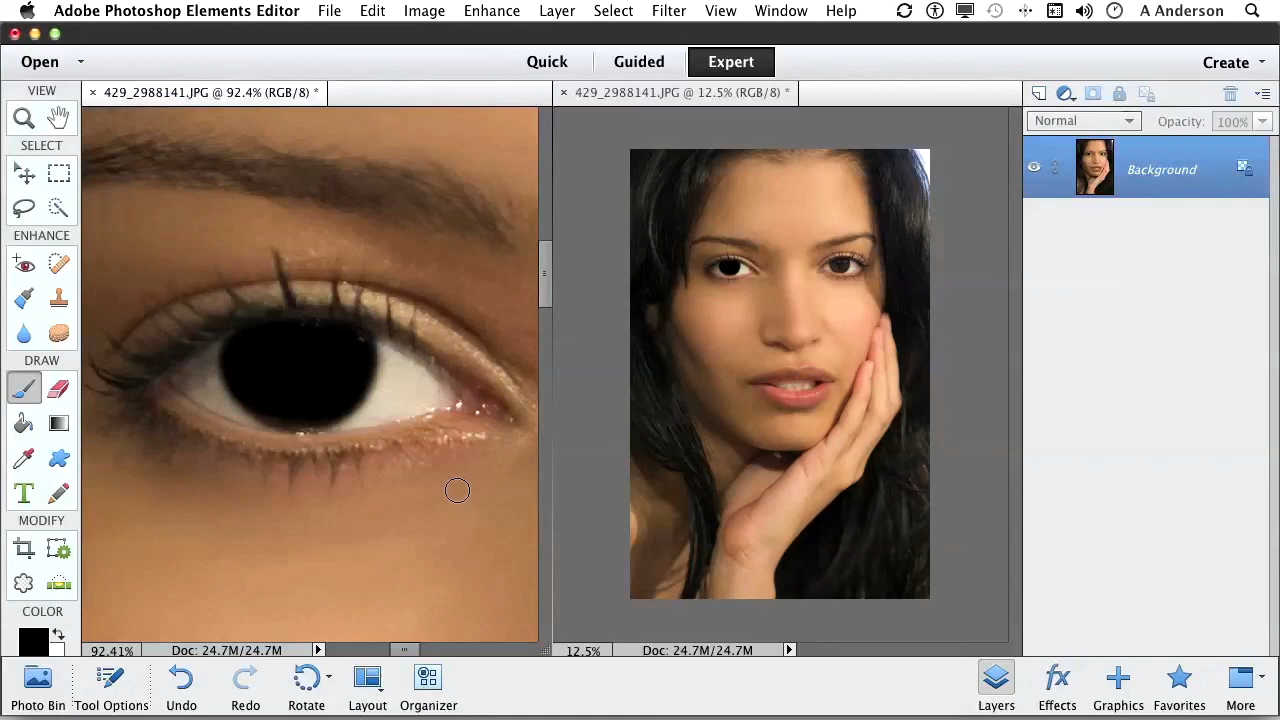 Adobe Photoshop Elements Editor File Edit Image Enhance Layer Select Filter View Window Help A Anderson
Open Quick Guided Expert Create
VIEW
× 429_2988141.JPG @ 92.4% (RGB/8) *
× 429_2988141.JPG @ 12.5% (RGB/8) *
Normal Opacity: 100%
SELECT
Background
ENHANCE
DRAW
T
MODIFY
COLOR
92.41% Doc: 24.7M/24.7M
12.5% Doc: 24.7M/24.7M
Photo Bin Tool Options Undo Redo Rotate Layout Organizer
fx
Layers Effects Graphics Favorites More